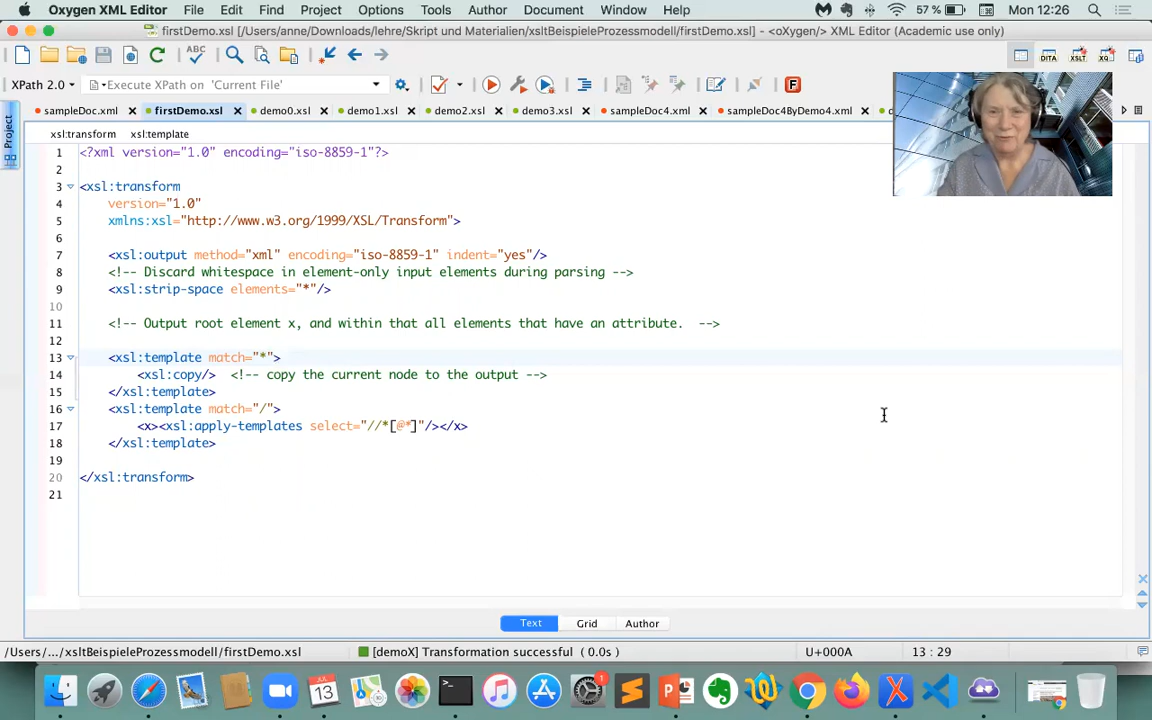 Oxygen XML Editor File Edit Find Project Options Tools Author Document Window Help 57 % Mon 12:26
firstDemo.xsl [/Users/anne/Downloads/lehre/Skript und Materialien/xsltBeispieleProzessmodell/firstDemo.xsl] - <oXygen/> XML Editor (Academic use only)
ABC DITA XSLT XQ
XPath 2.0 Execute XPath on 'Current File' F
Project
sampleDoc.xml firstDemo.xsl demo0.xsl demo1.xsl demo2.xsl demo3.xsl sampleDoc4.xml sampleDoc4ByDemo4.xml
xsl:transform xsl:template
1 <?xml version="1.0" encoding="iso-8859-1"?>
2
3 <xsl:transform
4 version="1.0"
5 xmlns:xsl="http://www.w3.org/1999/XSL/Transform">
6
7 <xsl:output method="xml" encoding="iso-8859-1" indent="yes"/>
8 <!-- Discard whitespace in element-only input elements during parsing -->
9 <xsl:strip-space elements="*"/>
10
11 <!-- Output root element x, and within that all elements that have an attribute. -->
12
13 <xsl:template match="*">
14 <xsl:copy/> <!-- copy the current node to the output -->
15 </xsl:template>
16 <xsl:template match="/">
17 <x><xsl:apply-templates select="//*[@*]"/></x>
18 </xsl:template>
19
20 </xsl:transform>
21
Text Grid Author
/Users/.../xsltBeispieleProzessmodell/firstDemo.xsl [demoX] Transformation successful (0.0s) U+000A 13 : 29
13 1